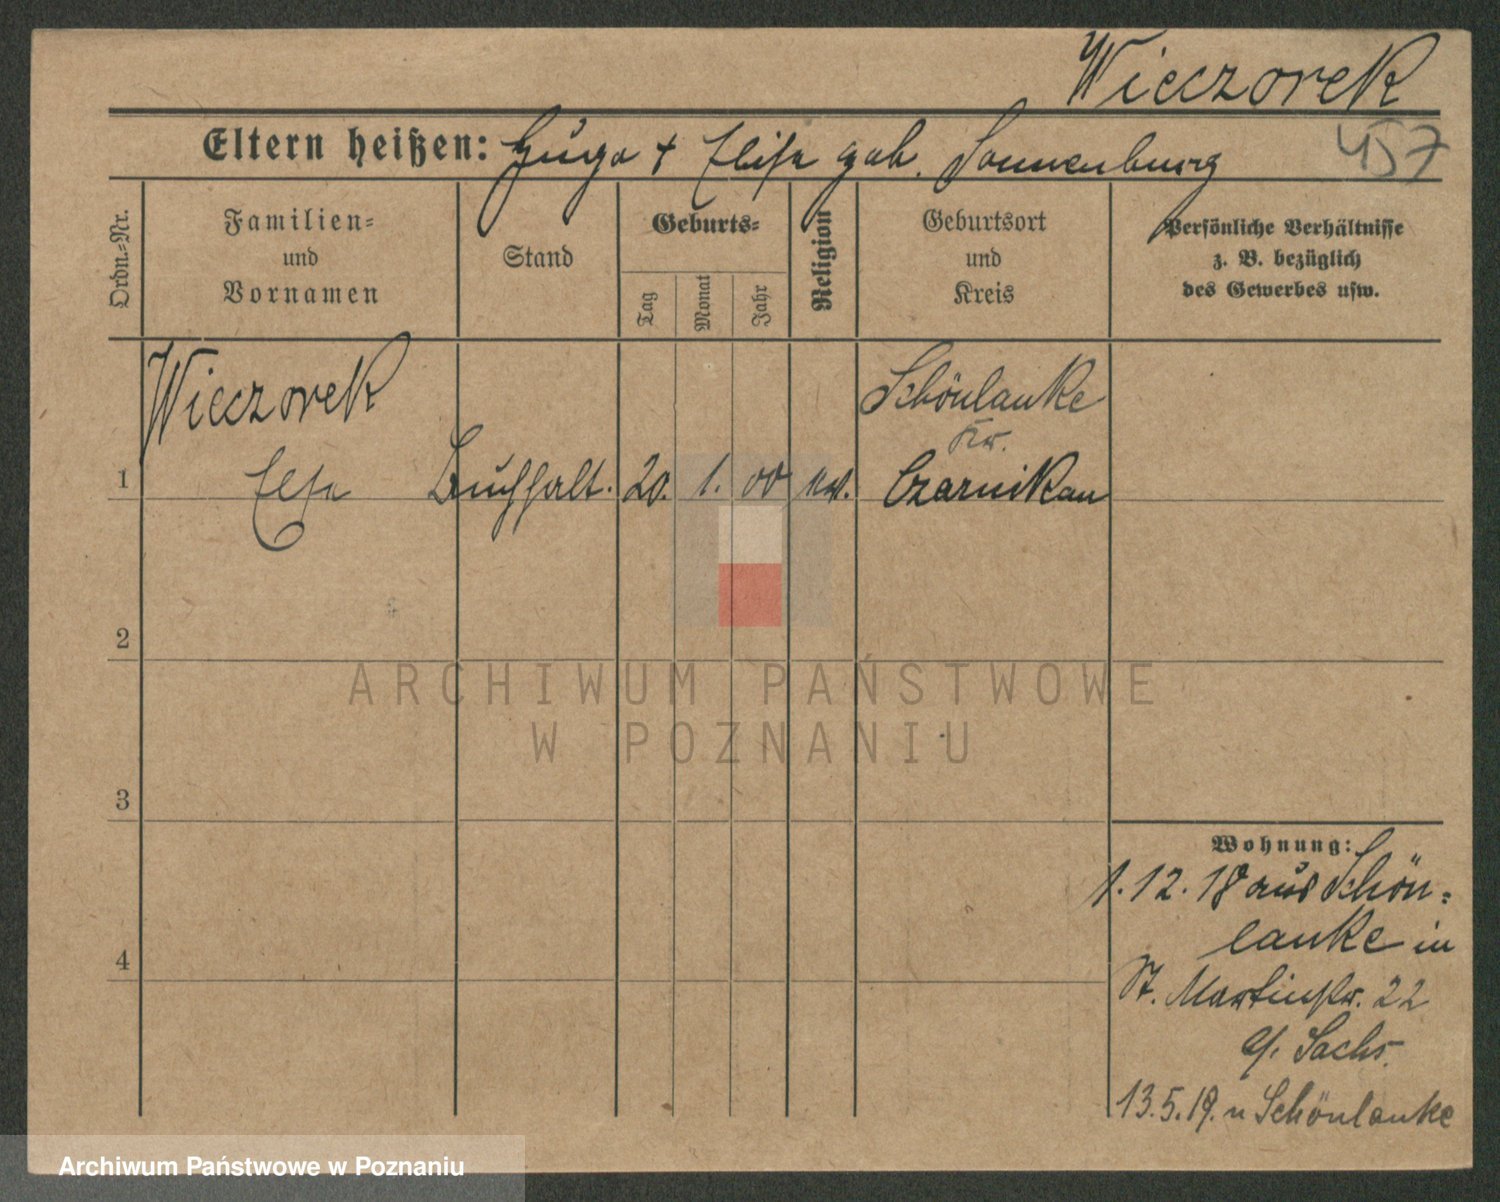 Wieczorek
457
Eltern heißen: Hugo + Elise geb. Sonnenburg
Ordn.-Nr.
Familien-
und
Vornamen
Stand
Geburts-
Tag
Monat
Jahr
Religion
Geburtsort
und
Kreis
Persönliche Verhältnisse
z. B. bezüglich
des Gewerbes usw.
Wieczorek
Schönlanke
Kr.
1 Else Buchhalt. 20. 1. 00 ev. Czarnikau
2
ARCHIWUM PAŃSTWOWE
W POZNANIU
3
Wohnung:
1.12.18 aus Schön-
lanke in
4
St. Martinstr. 22
b/. Sachs.
13.5.19. n Schönlanke
Archiwum Państwowe w Poznaniu